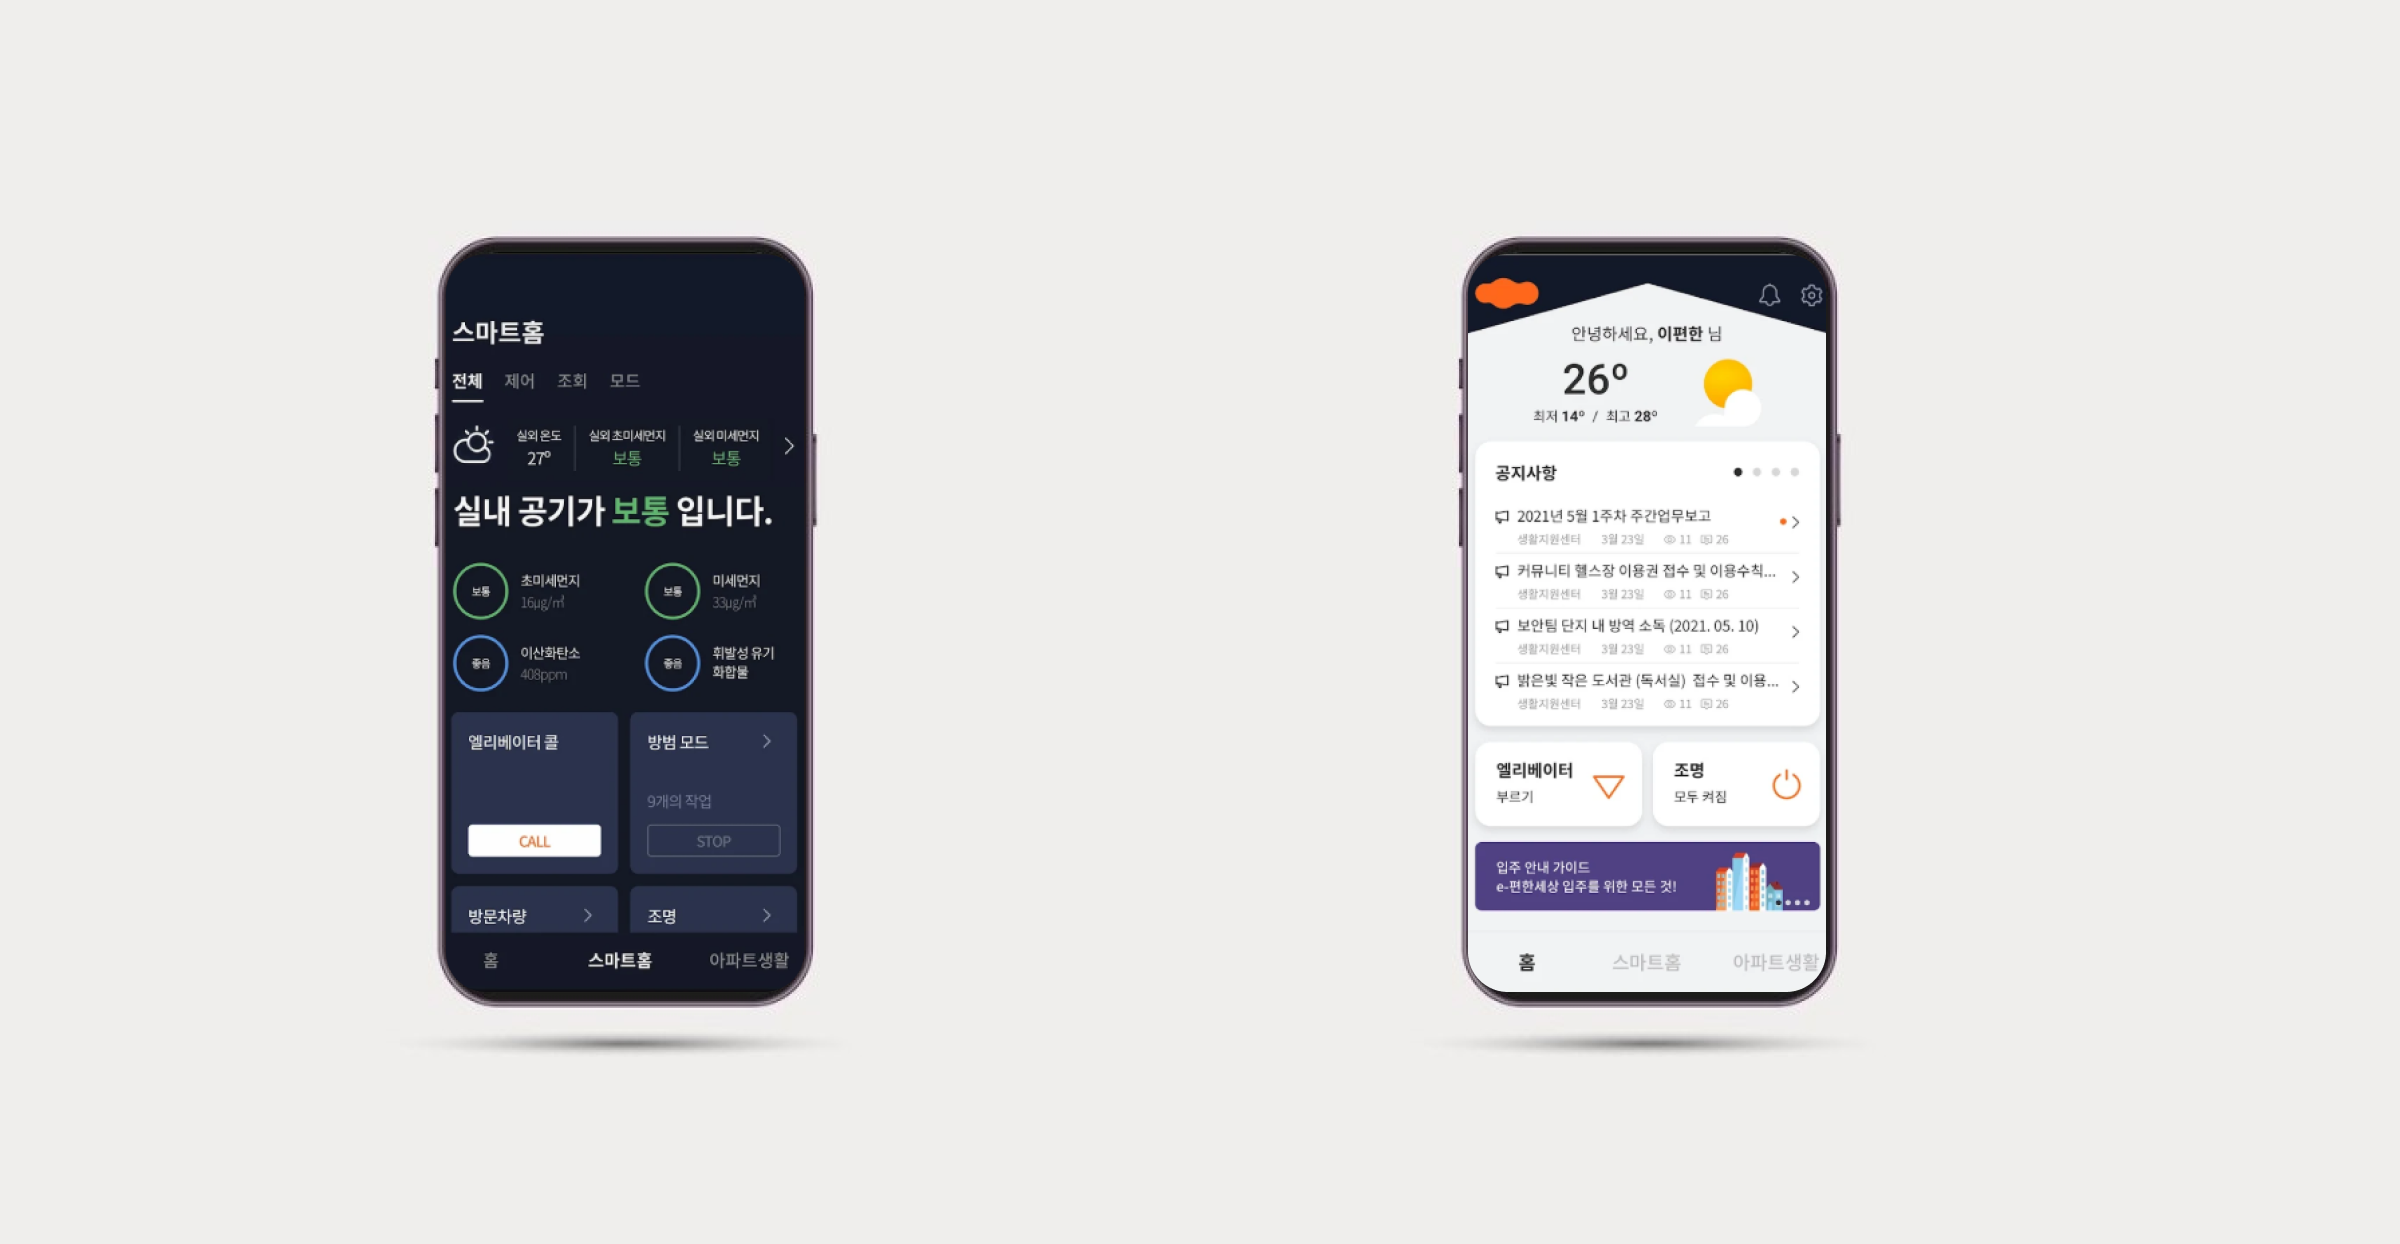 스마트홈
전체 제어 조회 모드
실외 온도 실외 초미세먼지 실외 미세먼지
27º 보통 보통
실내 공기가 보통 입니다.
보통 초미세먼지 16µg/㎥
보통 미세먼지 33µg/㎥
좋음 이산화탄소 408ppm
좋음 휘발성 유기
화합물
엘리베이터 콜
CALL
방범 모드
9개의 작업
STOP
방문차량
조명
홈 스마트홈 아파트생활
안녕하세요, 이편한 님
26º
최저 14º / 최고 28º
공지사항
2021년 5월 1주차 주간업무보고
생활지원센터 3월 23일 11 26
커뮤니티 헬스장 이용권 접수 및 이용수칙...
생활지원센터 3월 23일 11 26
보안팀 단지 내 방역 소독 (2021. 05. 10)
생활지원센터 3월 23일 11 26
밝은빛 작은 도서관 (독서실) 접수 및 이용...
생활지원센터 3월 23일 11 26
엘리베이터
부르기
조명
모두 켜짐
입주 안내 가이드
e-편한세상 입주를 위한 모든 것!
홈 스마트홈 아파트생활